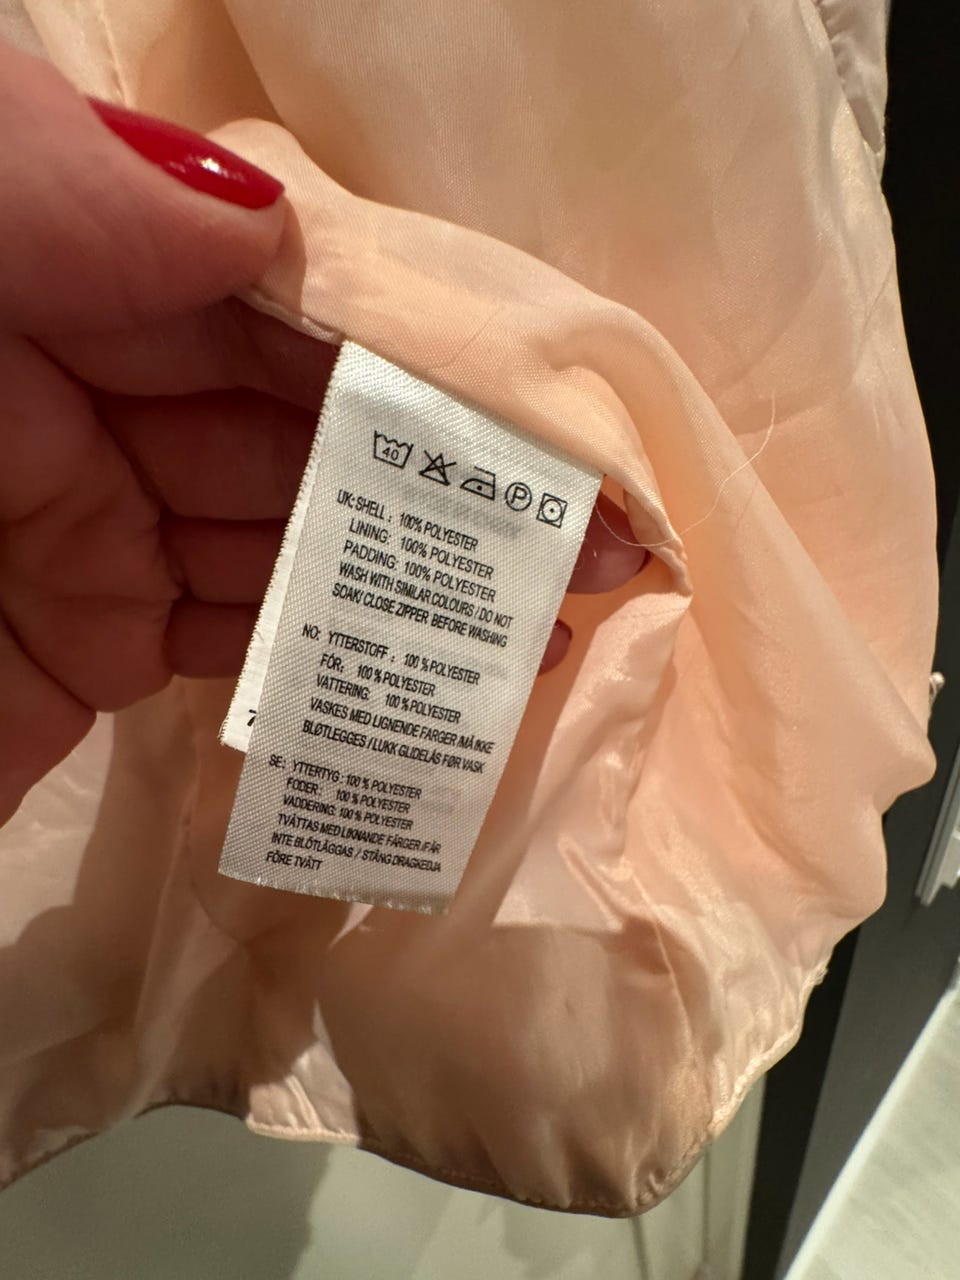 40 P
UK: SHELL : 100% POLYESTER
LINING: 100% POLYESTER
PADDING: 100% POLYESTER
WASH WITH SIMILAR COLOURS / DO NOT
SOAK/ CLOSE ZIPPER BEFORE WASHING
NO: YTTERSTOFF : 100 % POLYESTER
FÓR: 100 % POLYESTER
VATTERING: 100 % POLYESTER
VASKES MED LIGNENDE FARGER /MÅ IKKE
BLØTLEGGES / LUKK GLIDELÅS FØR VASK
SE: YTTERTYG : 100 % POLYESTER
FODER: 100 % POLYESTER
VADDERING: 100 % POLYESTER
TVÄTTAS MED LIKNANDE FÄRGER /FÅR
INTE BLÖTLÄGGAS / STÄNG DRAGKEDJA
FÖRE TVÄTT
7